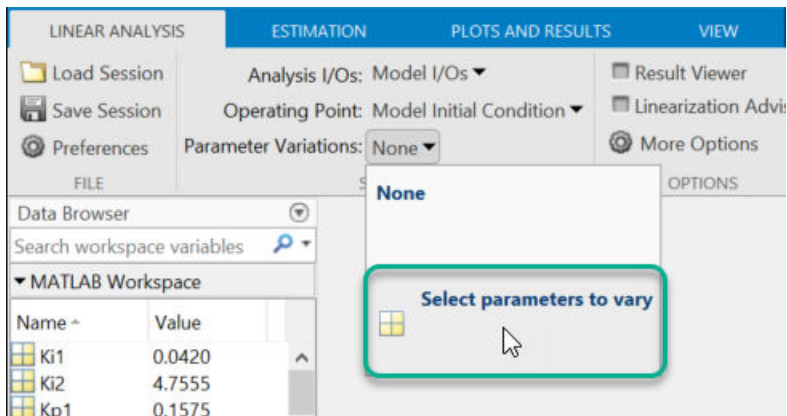 LINEAR ANALYSIS ESTIMATION PLOTS AND RESULTS VIEW
Load Session Analysis I/Os: Model I/Os Result Viewer
Save Session Operating Point: Model Initial Condition Linearization Advis
Preferences Parameter Variations: None More Options
FILE S OPTIONS
None
Data Browser
Search workspace variables
MATLAB Workspace
Select parameters to vary
Name Value
Ki1 0.0420
Ki2 4.7555
Kp1 0.1575